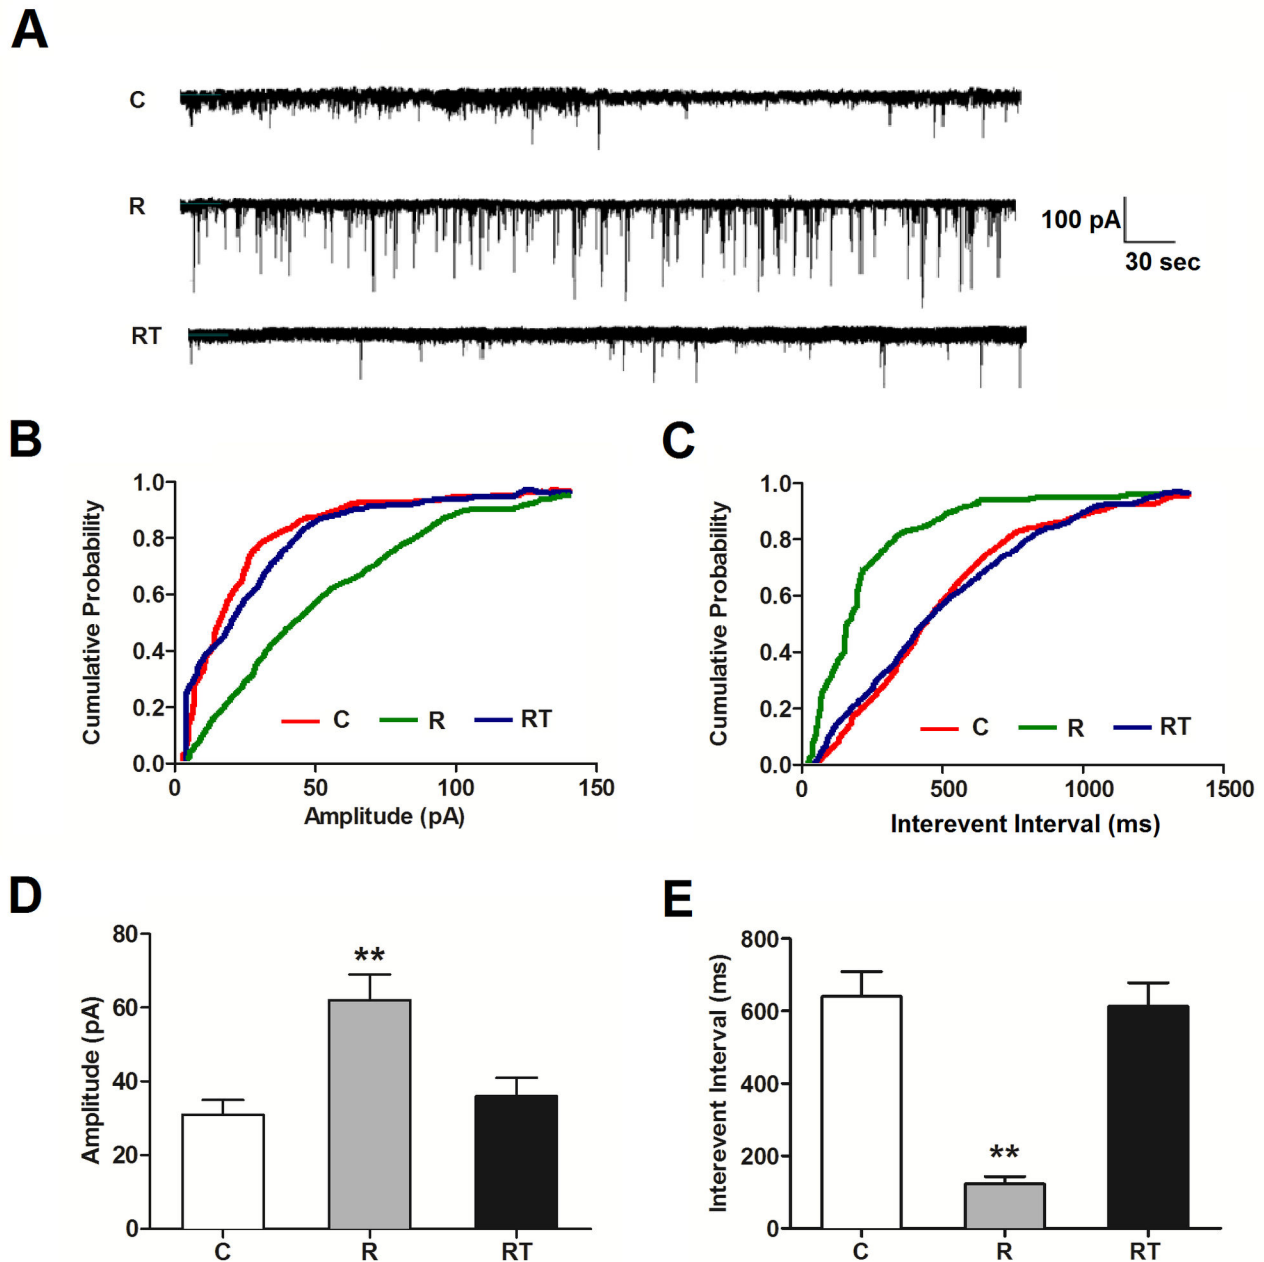 A
C
R
100 pA
30 sec
RT
B
Cumulative Probability
1.0
0.8
0.6
0.4
0.2
0.0
C R RT
0 50 100 150
Amplitude (pA)
C
Cumulative Probability
1.0
0.8
0.6
0.4
0.2
0.0
C R RT
0 500 1000 1500
Interevent Interval (ms)
D
Amplitude (pA)
80
60
40
20
0
**
C R RT
E
Interevent Interval (ms)
800
600
400
200
0
**
C R RT